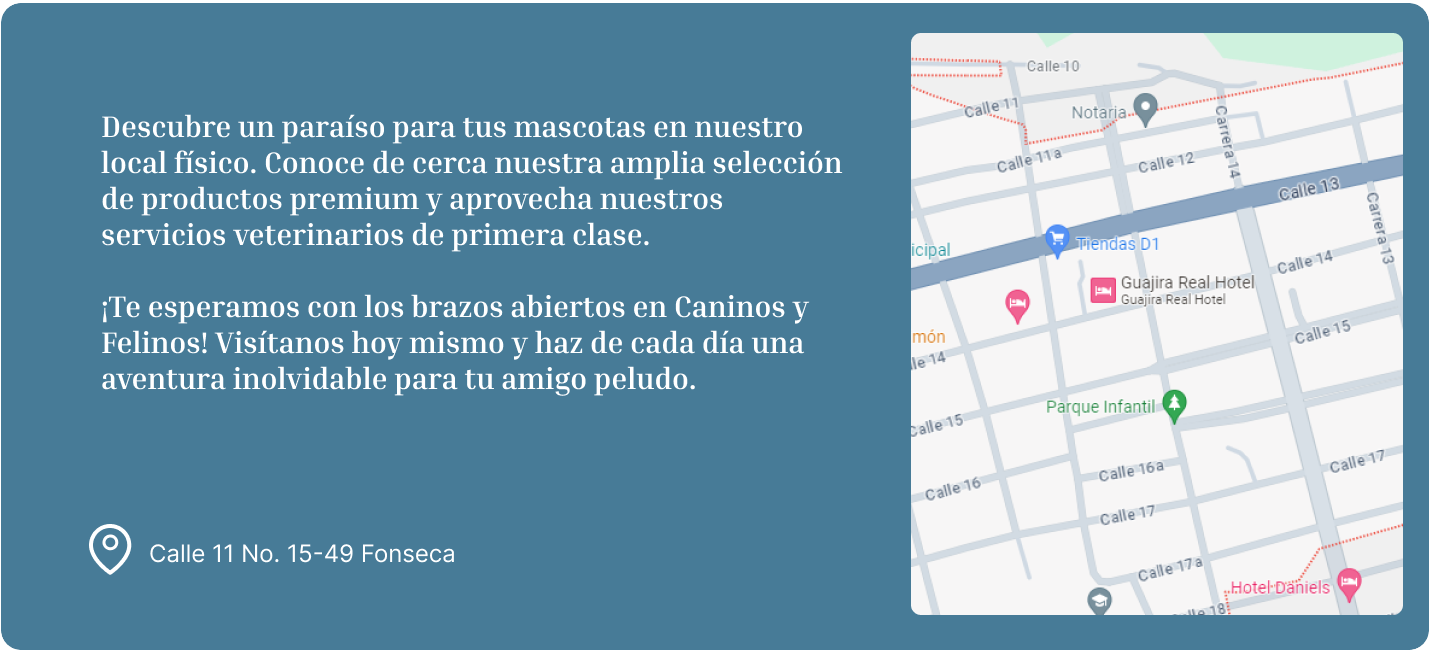 Descubre un paraíso para tus mascotas en nuestro
local físico. Conoce de cerca nuestra amplia selección
de productos premium y aprovecha nuestros
servicios veterinarios de primera clase.
¡Te esperamos con los brazos abiertos en Caninos y
Felinos! Visítanos hoy mismo y haz de cada día una
aventura inolvidable para tu amigo peludo.
Calle 11 No. 15-49 Fonseca
Calle 10
Calle 11
Notaria
Carrera 14
Calle 11a
Calle 12
Calle 13
Carrera 13
icipal
Tiendas D1
Calle 14
Guajira Real Hotel
Guajira Real Hotel
Calle 15
món
lle 14
Parque Infantil
Calle 15
Calle 16a
Calle 17
Calle 16
Calle 17
Calle 17a
Hotel Daniels
alle 18